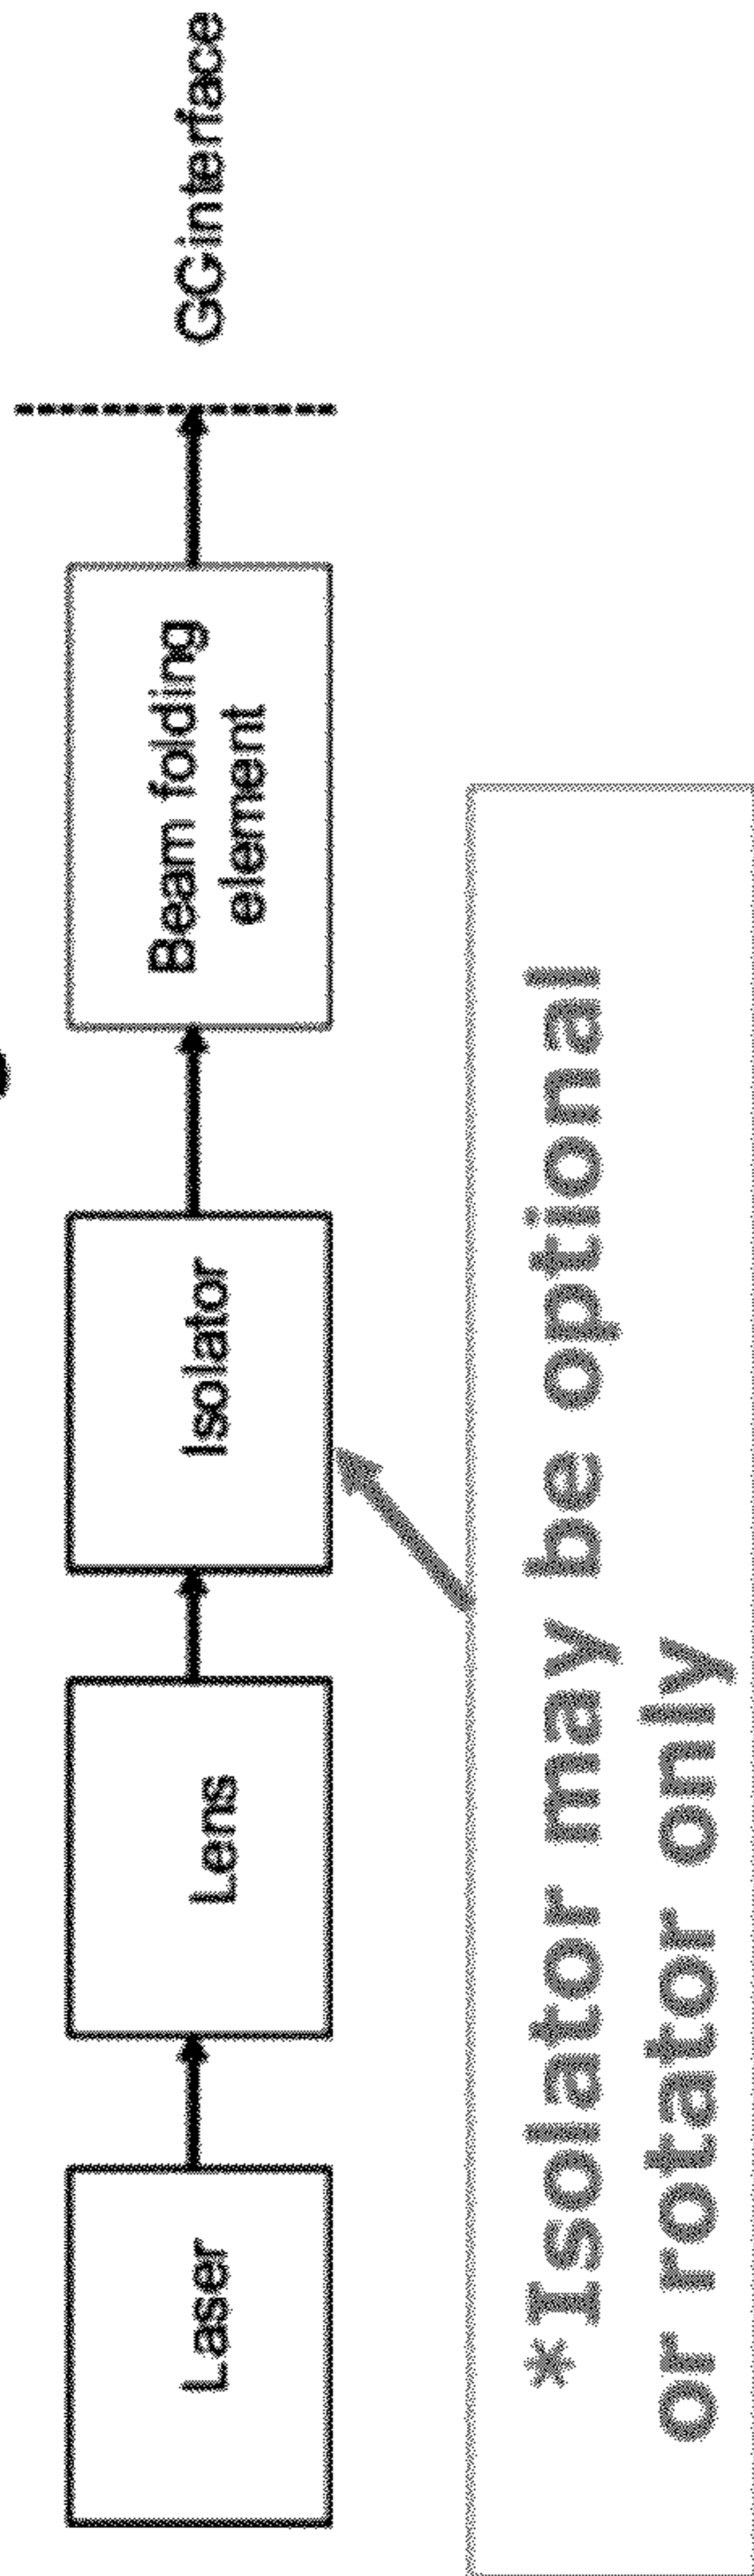 Laser
Lens
Isolator
Beam folding
element
GGinterface
*Isolator may be optional
or rotator only